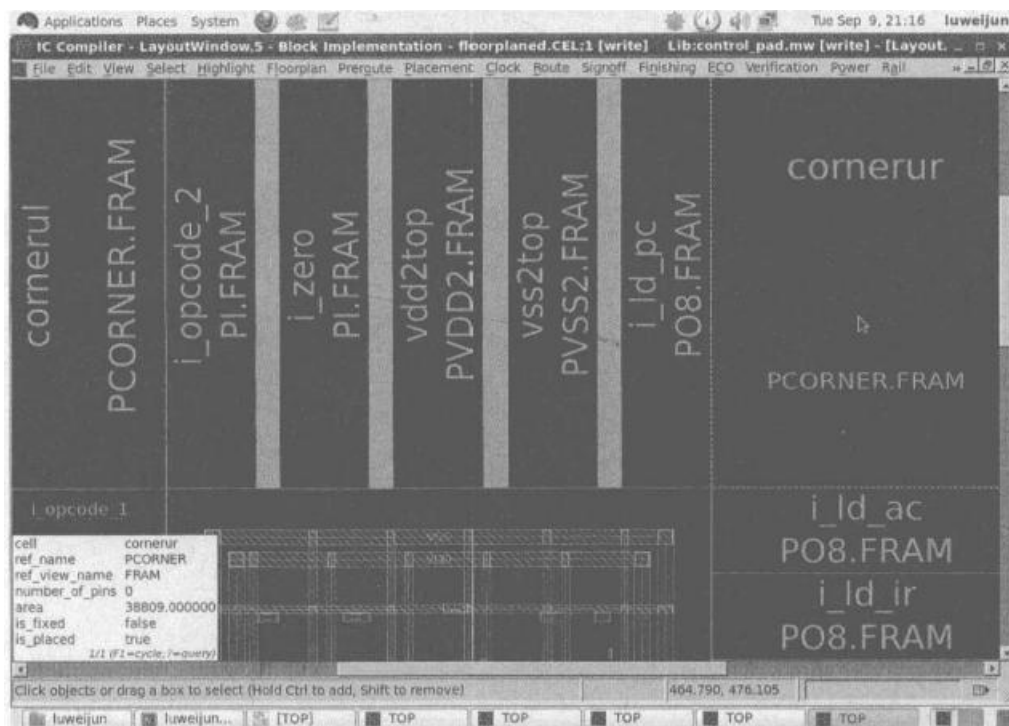 Applications Places System Tue Sep 9, 21:16 luweijun
IC Compiler - LayoutWindow.5 - Block Implementation - floorplaned.CEL:1 [write] Lib:control_pad.mw [write] - [Layout.
File Edit View Select Highlight Floorplan Preroute Placement Clock Route Signoff Finishing ECO Verification Power Rail »
cornerul
PCORNER.FRAM
i_opcode_2
PI.FRAM
i_zero
PI.FRAM
vdd2top
PVDD2.FRAM
vss2top
PVSS2.FRAM
i_ld_pc
PO8.FRAM
cornerur
PCORNER.FRAM
i_opcode_1
i_ld_ac
PO8.FRAM
i_ld_ir
PO8.FRAM
VSS
VDD
cell cornerur
ref_name PCORNER
ref_view_name FRAM
number_of_pins 0
area 38809.000000
is_fixed false
is_placed true
1/1 (F1=cycle, !=query)
Click objects or drag a box to select (Hold Ctrl to add, Shift to remove) 464.790, 476.105
luweijun luweijun... [TOP] TOP TOP TOP TOP TOP